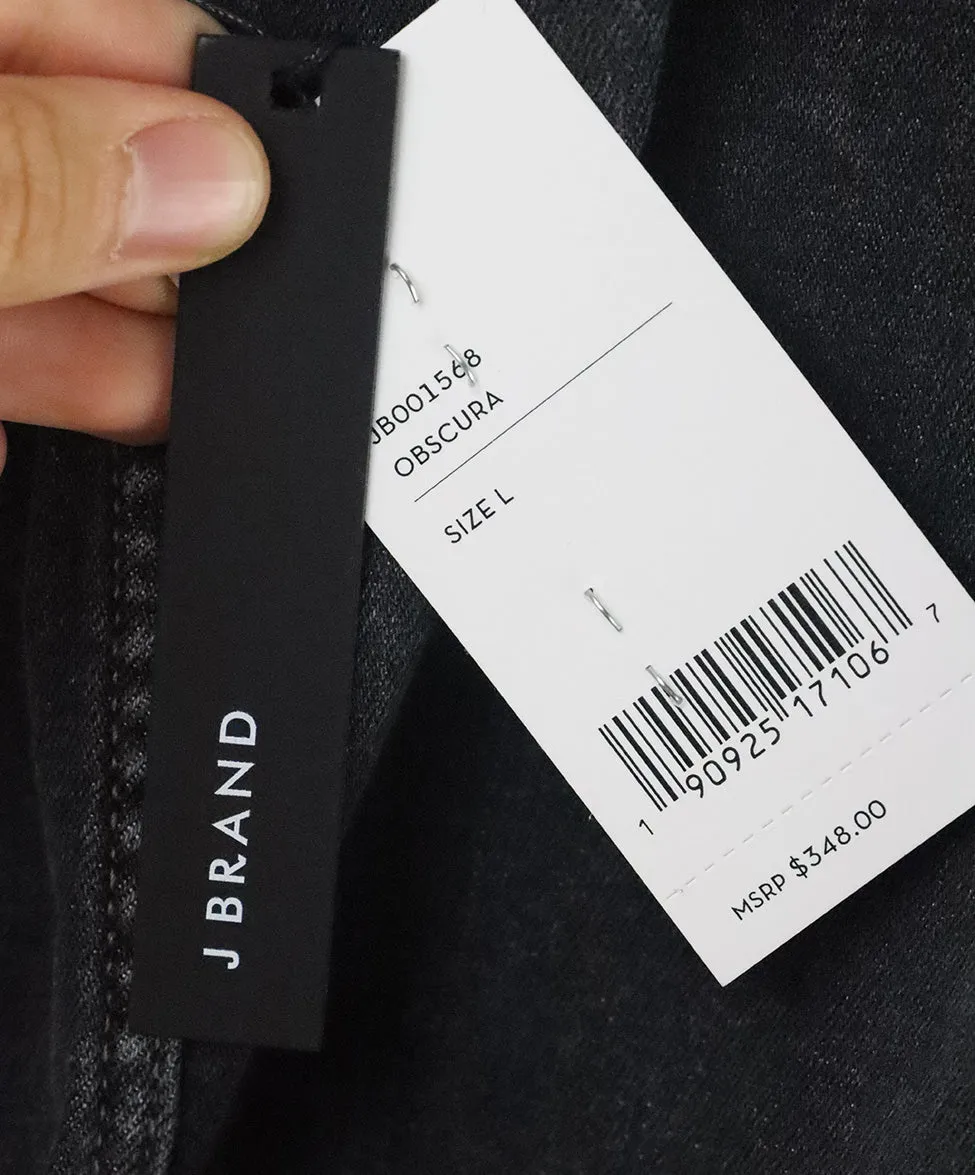 J BRAND
JB001568
OBSCURA
SIZE L
1 90925 17106 7
MSRP $348.00